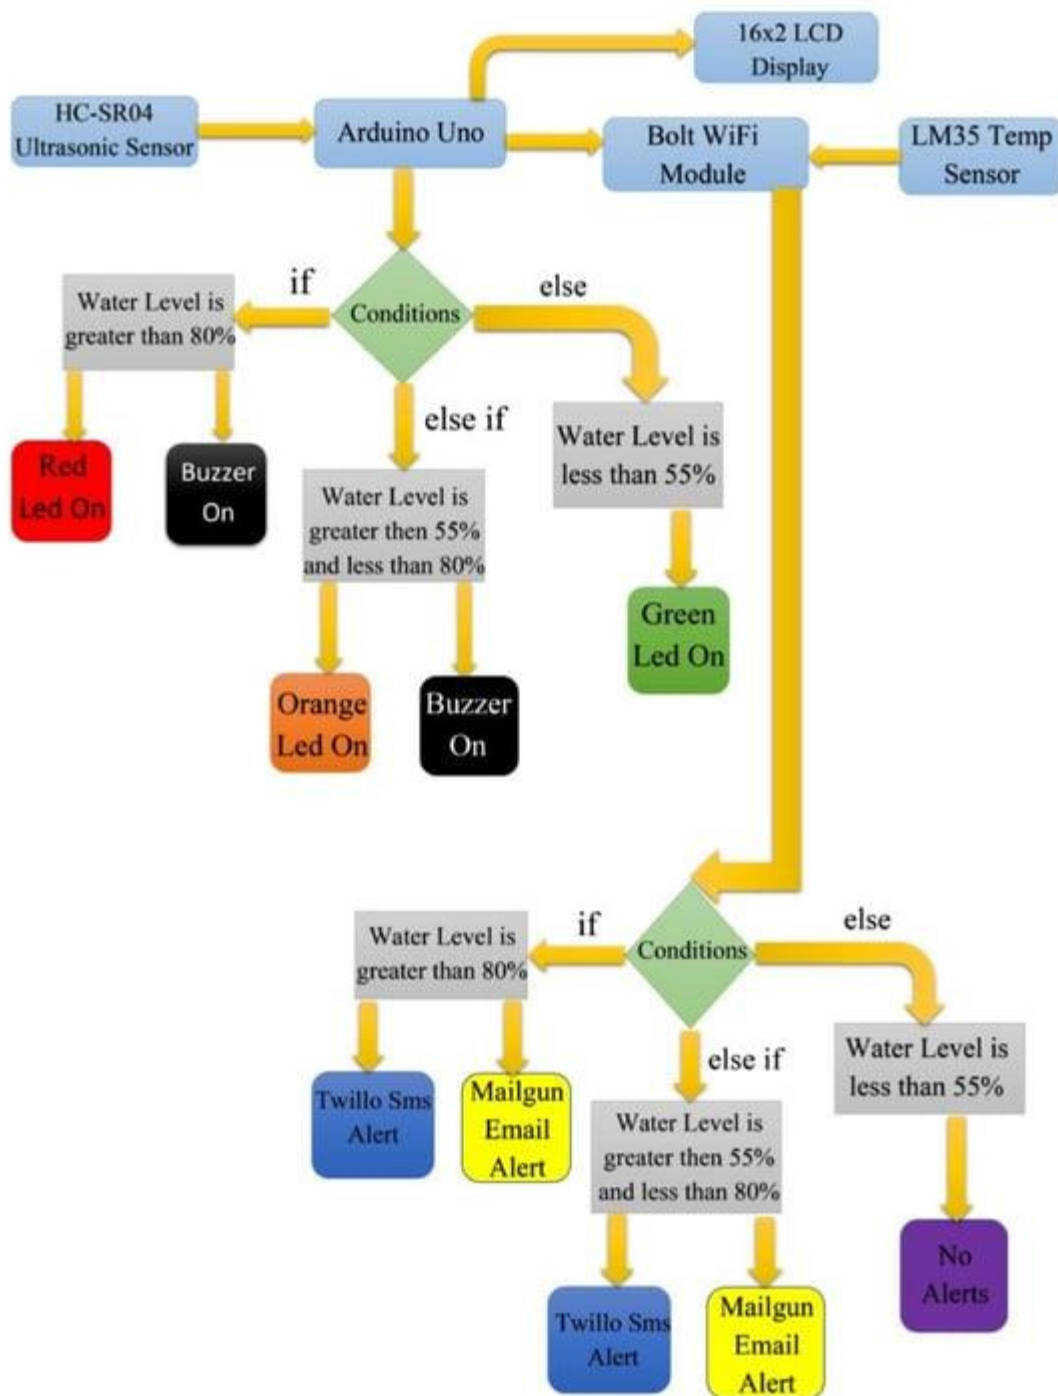 16x2 LCD
Display
HC-SR04
Ultrasonic Sensor
Arduino Uno
Bolt WiFi
Module
LM35 Temp
Sensor
if
Conditions
else
Water Level is
greater than 80%
else if
Water Level is
less than 55%
Red
Led On
Buzzer
On
Water Level is
greater then 55%
and less than 80%
Green
Led On
Orange
Led On
Buzzer
On
if
Conditions
else
Water Level is
greater than 80%
else if
Water Level is
less than 55%
Twillo Sms
Alert
Mailgun
Email
Alert
Water Level is
greater then 55%
and less than 80%
No
Alerts
Twillo Sms
Alert
Mailgun
Email
Alert